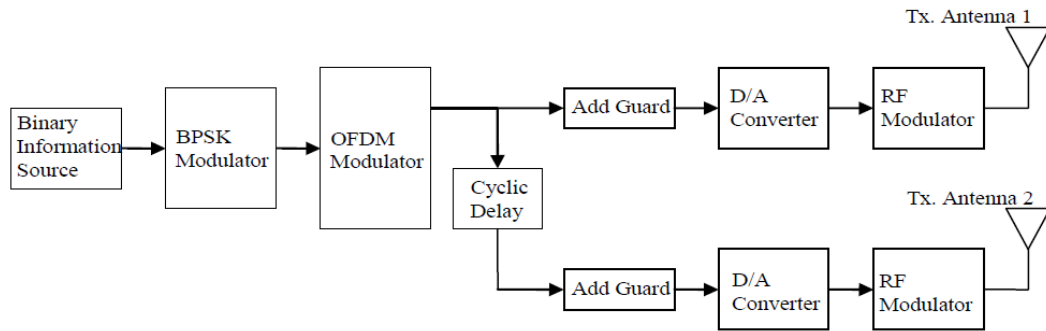 Tx. Antenna 1
Binary
Information
Source
BPSK
Modulator
OFDM
Modulator
Add Guard
D/A
Converter
RF
Modulator
Cyclic
Delay
Tx. Antenna 2
Add Guard
D/A
Converter
RF
Modulator